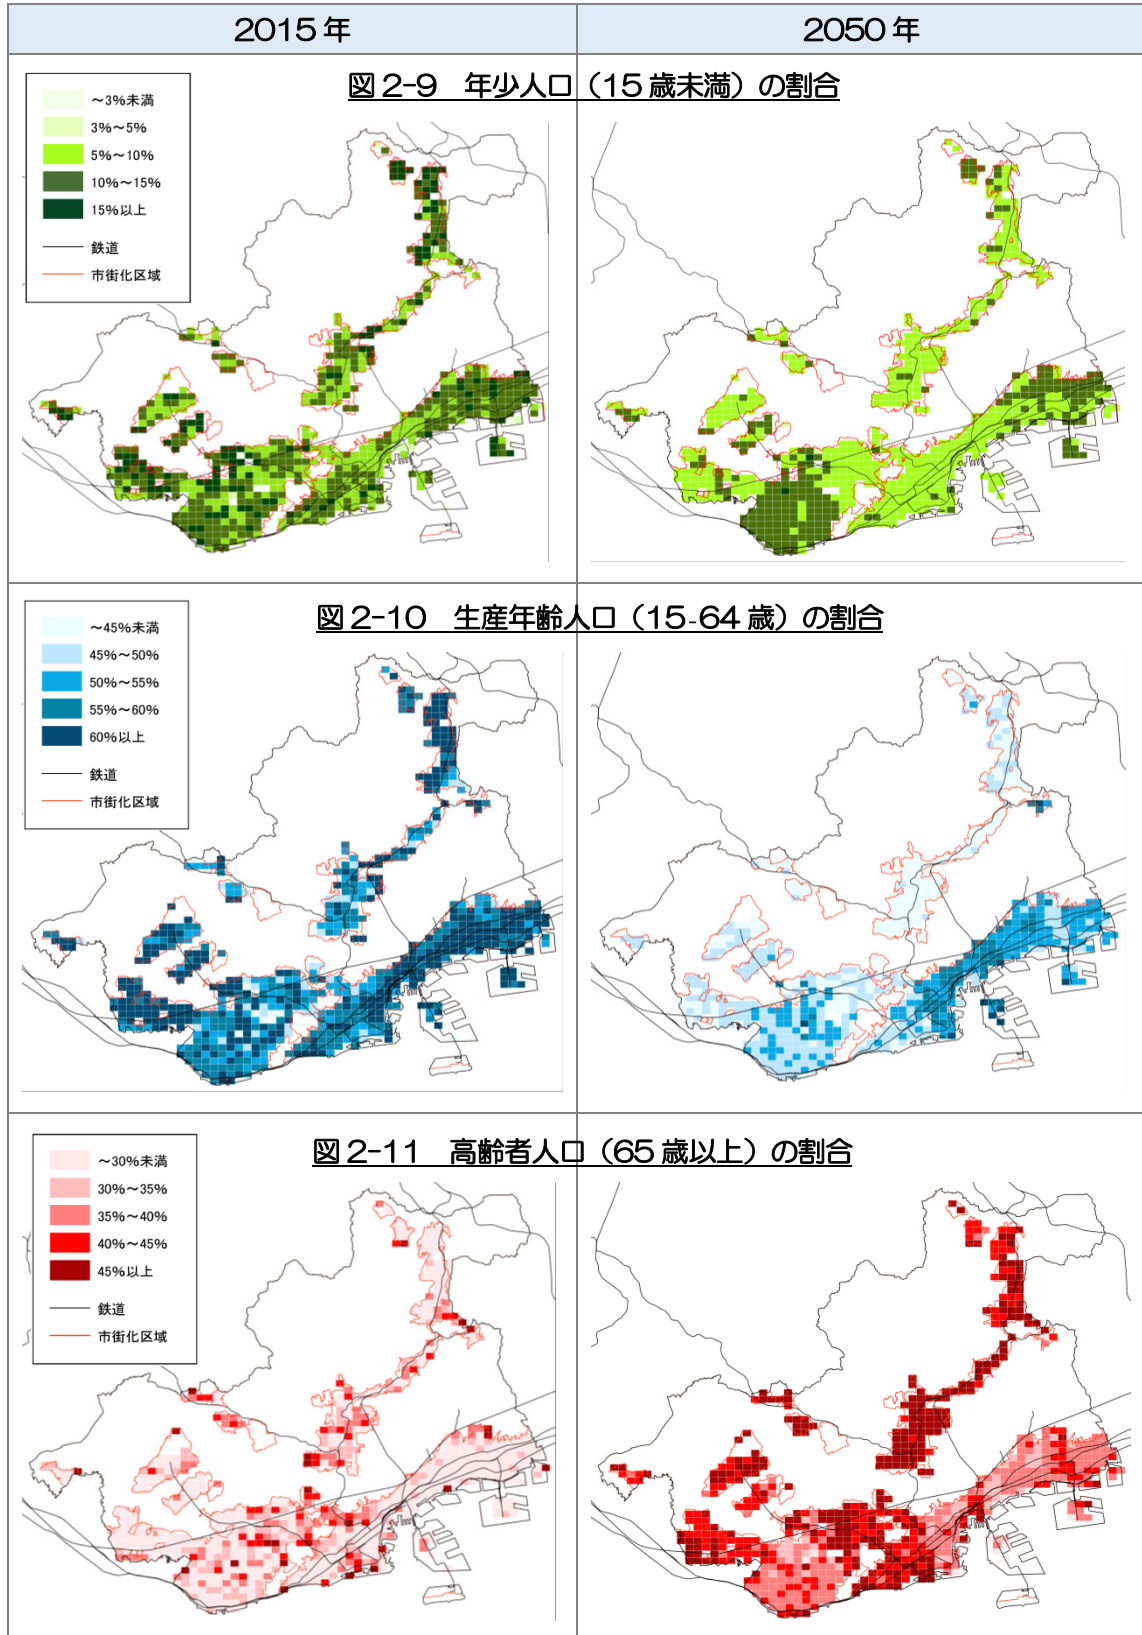 2015年
2050年
図2-9 年少人口（15歳未満）の割合
～3%未満
3%～5%
5%～10%
10%～15%
15%以上
鉄道
市街化区域
図2-10 生産年齢人口（15-64歳）の割合
～45%未満
45%～50%
50%～55%
55%～60%
60%以上
鉄道
市街化区域
図2-11 高齢者人口（65歳以上）の割合
～30%未満
30%～35%
35%～40%
40%～45%
45%以上
鉄道
市街化区域